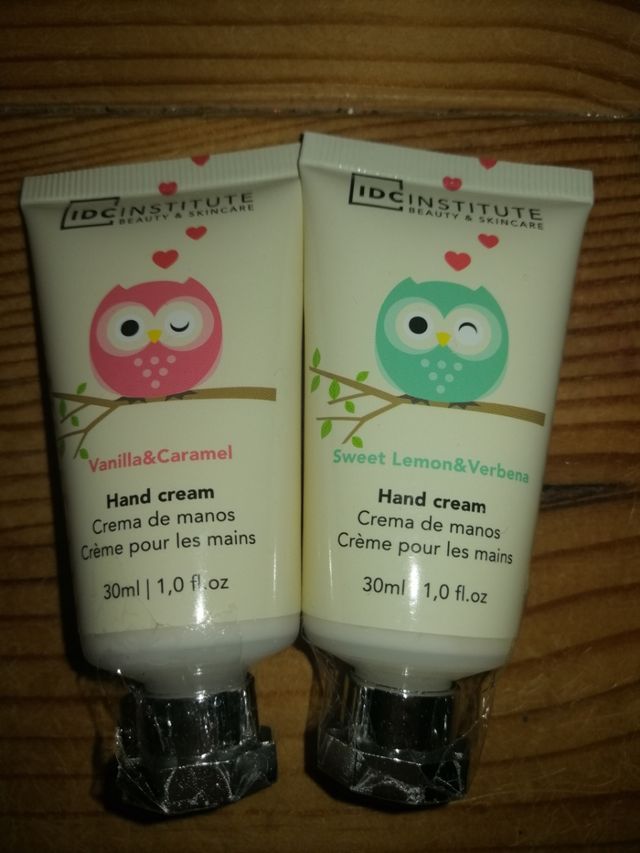 IDC INSTITUTE
BEAUTY & SKINCARE
Vanilla&Caramel
Hand cream
Crema de manos
Crème pour les mains
30ml | 1,0 fl.oz
IDC INSTITUTE
BEAUTY & SKINCARE
Sweet Lemon&Verbena
Hand cream
Crema de manos
Crème pour les mains
30ml | 1,0 fl.oz